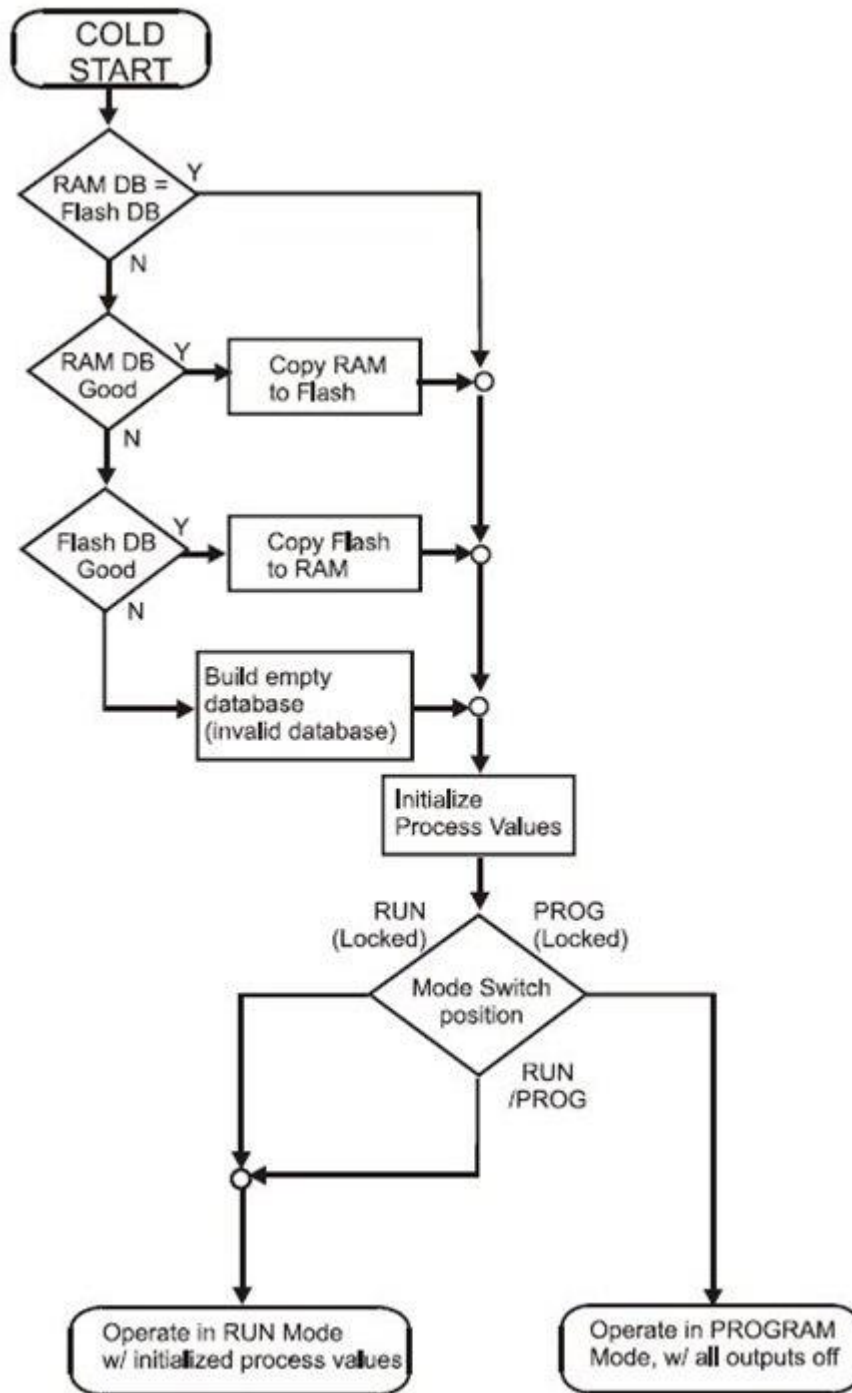 COLD
START
RAM DB =
Flash DB
Y
N
RAM DB
Good
Y
N
Copy RAM
to Flash
Flash DB
Good
Y
N
Copy Flash
to RAM
Build empty
database
(invalid database)
Initialize
Process Values
RUN
(Locked)
PROG
(Locked)
Mode Switch
position
RUN
/PROG
Operate in RUN Mode
w/ initialized process values
Operate in PROGRAM
Mode, w/ all outputs off